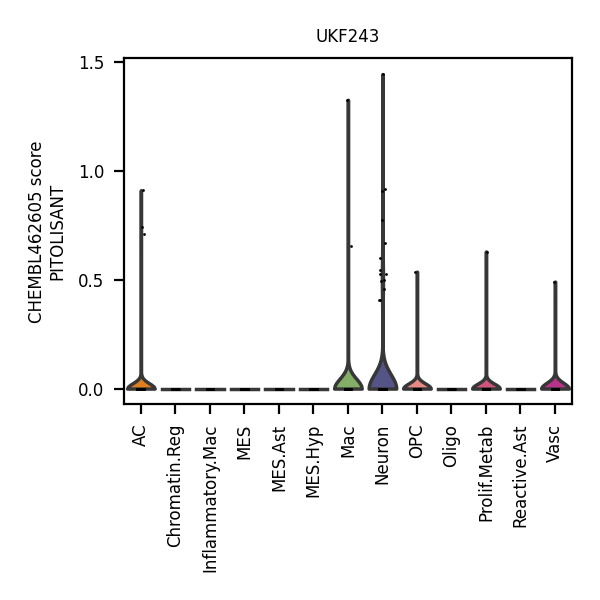 UKF243
CHEMBL462605 score
PITOLISANT
1.5
1.0
0.5
0.0
AC
Chromatin.Reg
Inflammatory.Mac
MES
MES.Ast
MES.Hyp
Mac
Neuron
OPC
Oligo
Prolif.Metab
Reactive.Ast
Vasc